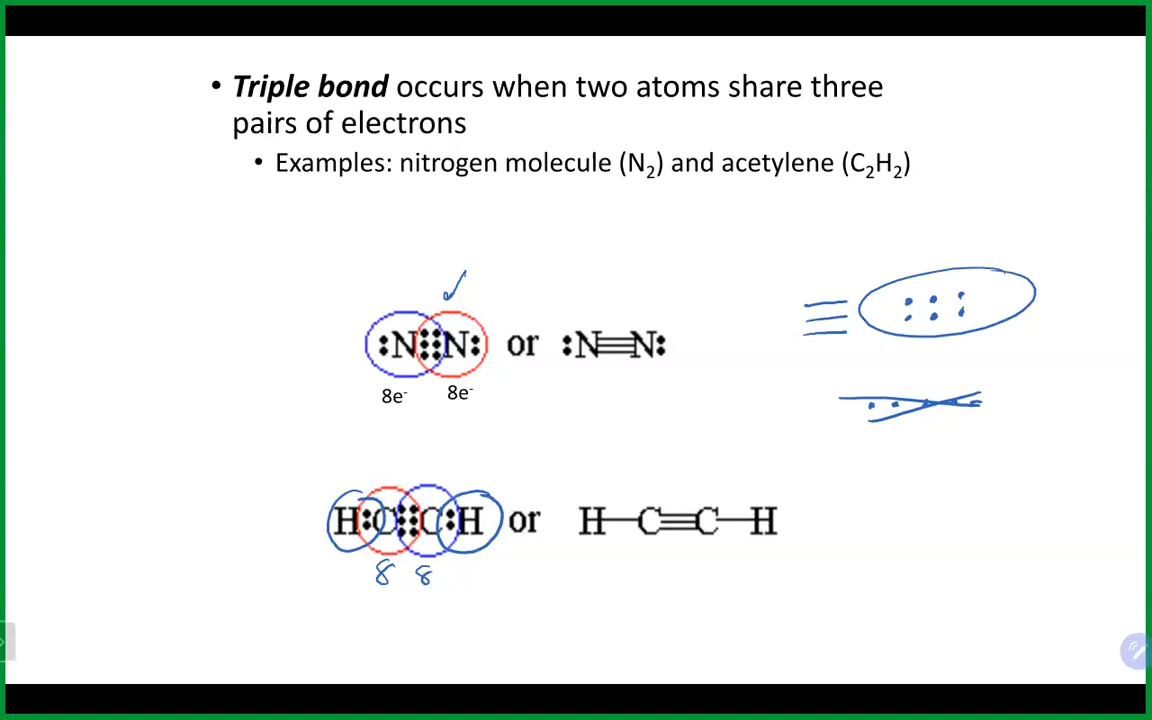 • Triple bond occurs when two atoms share three
pairs of electrons
• Examples: nitrogen molecule (N₂) and acetylene (C₂H₂)
:N⫶⫶N: or :N≡N:
8e⁻ 8e⁻
H:C⫶⫶C:H or H—C≡C—H
8 8